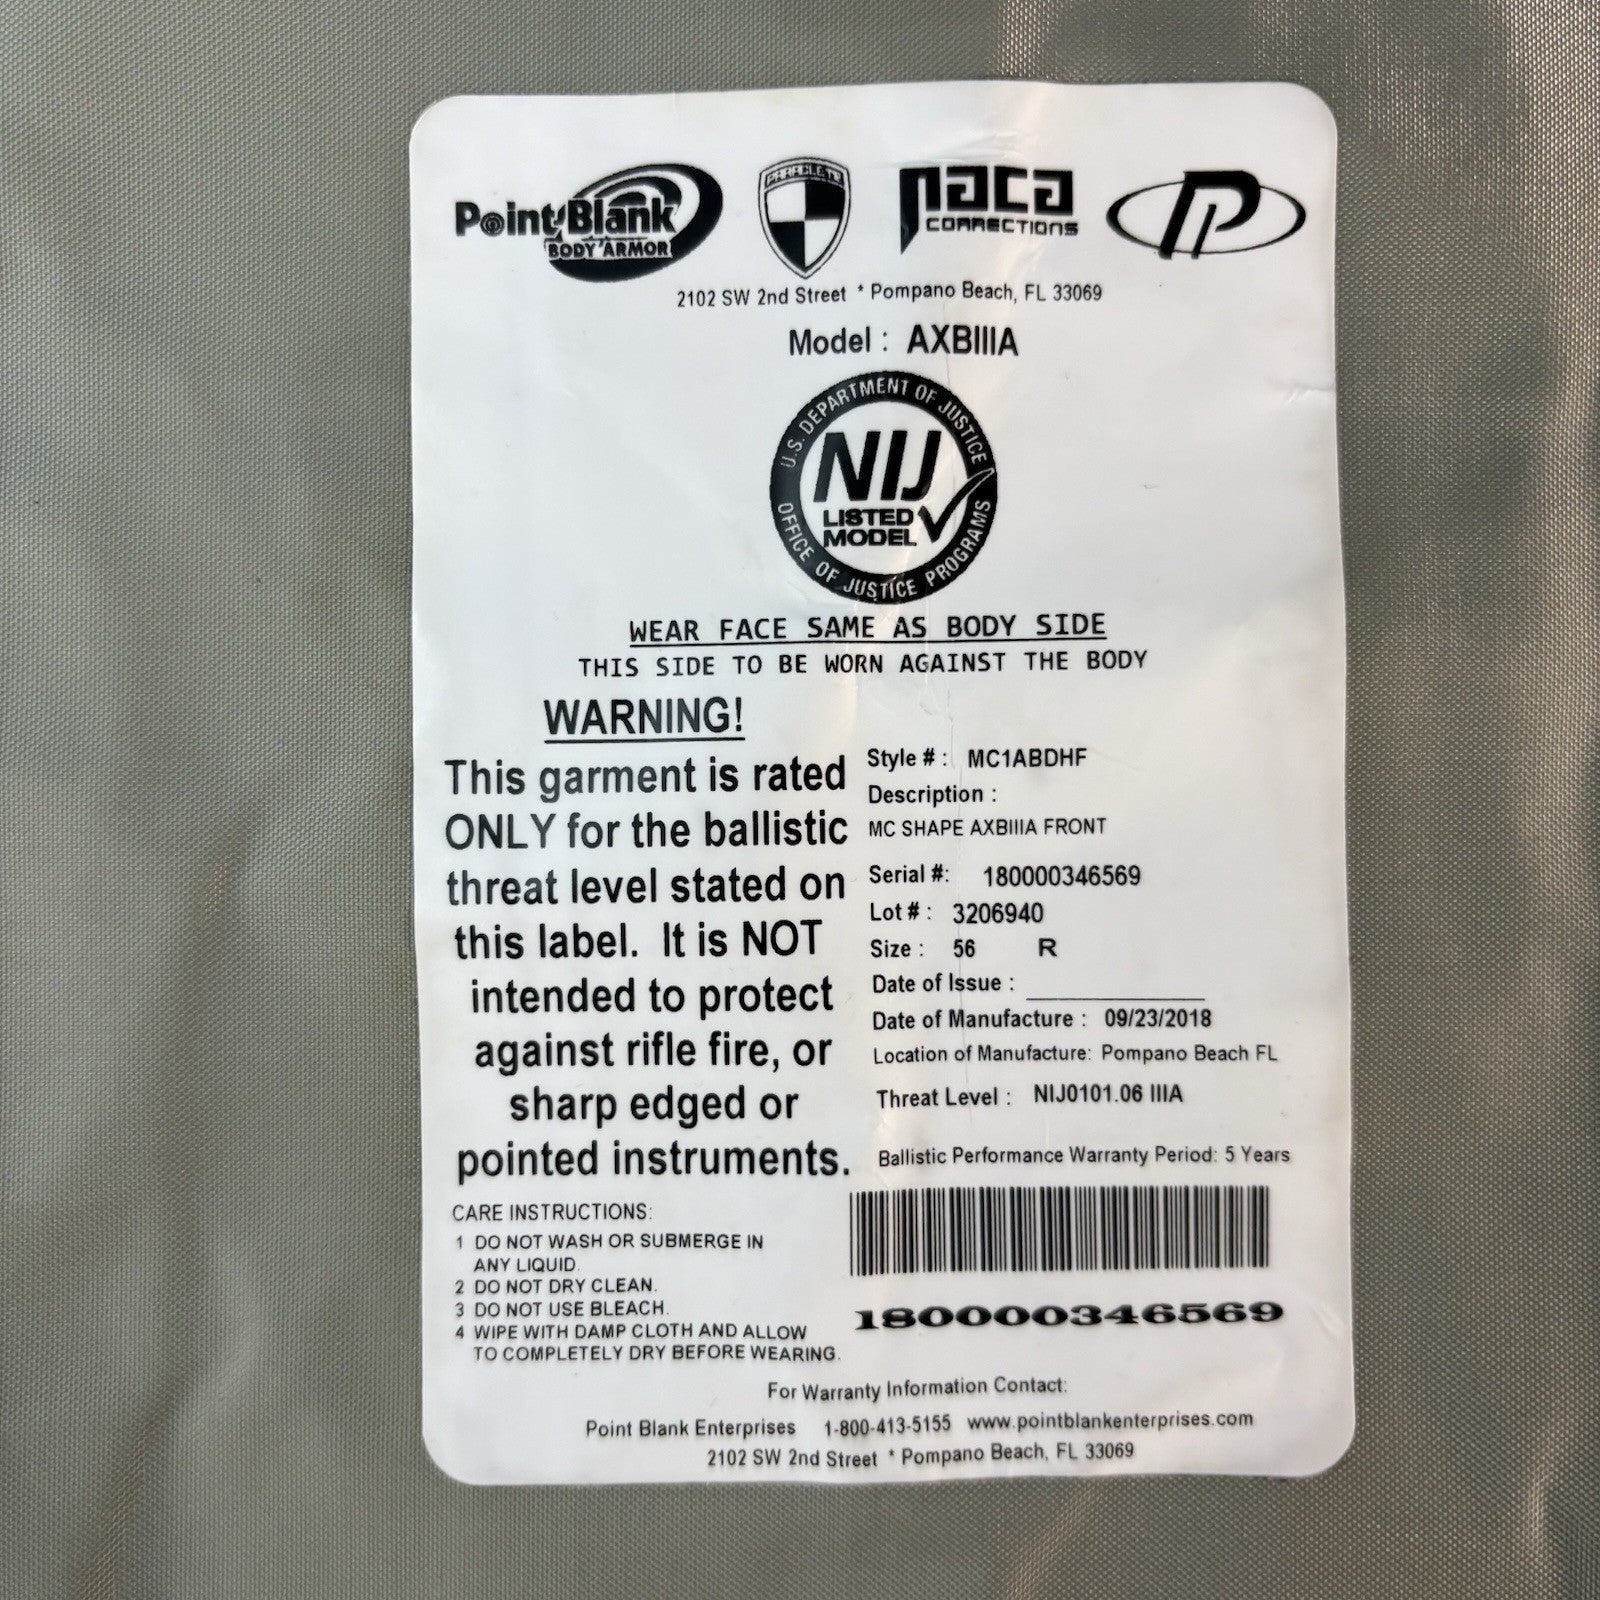 Point Blank
BODY ARMOR
PARACLETE
PACA
CORRECTIONS
2102 SW 2nd Street * Pompano Beach, FL 33069
Model : AXBIIIA
U.S. DEPARTMENT OF JUSTICE
NIJ
LISTED
MODEL
OFFICE OF JUSTICE PROGRAMS
WEAR FACE SAME AS BODY SIDE
THIS SIDE TO BE WORN AGAINST THE BODY
WARNING!
This garment is rated
ONLY for the ballistic
threat level stated on
this label. It is NOT
intended to protect
against rifle fire, or
sharp edged or
pointed instruments.
Style # : MC1ABDHF
Description :
MC SHAPE AXBIIIA FRONT
Serial #: 180000346569
Lot # : 3206940
Size : 56 R
Date of Issue :
Date of Manufacture : 09/23/2018
Location of Manufacture: Pompano Beach FL
Threat Level : NIJ0101.06 IIIA
Ballistic Performance Warranty Period: 5 Years
180000346569
CARE INSTRUCTIONS:
1 DO NOT WASH OR SUBMERGE IN
ANY LIQUID.
2 DO NOT DRY CLEAN.
3 DO NOT USE BLEACH.
4 WIPE WITH DAMP CLOTH AND ALLOW
TO COMPLETELY DRY BEFORE WEARING.
For Warranty Information Contact:
Point Blank Enterprises 1-800-413-5155 www.pointblankenterprises.com
2102 SW 2nd Street * Pompano Beach, FL 33069